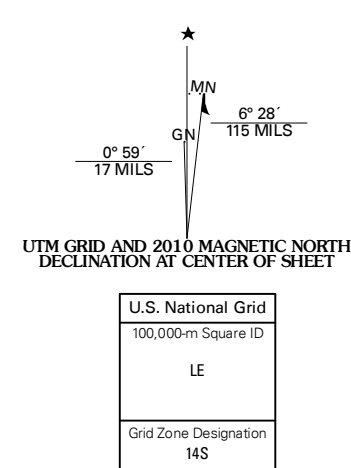 ★
MN
6° 28´
115 MILS
GN
0° 59´
17 MILS
UTM GRID AND 2010 MAGNETIC NORTH
DECLINATION AT CENTER OF SHEET
U.S. National Grid
100,000-m Square ID
LE
Grid Zone Designation
14S